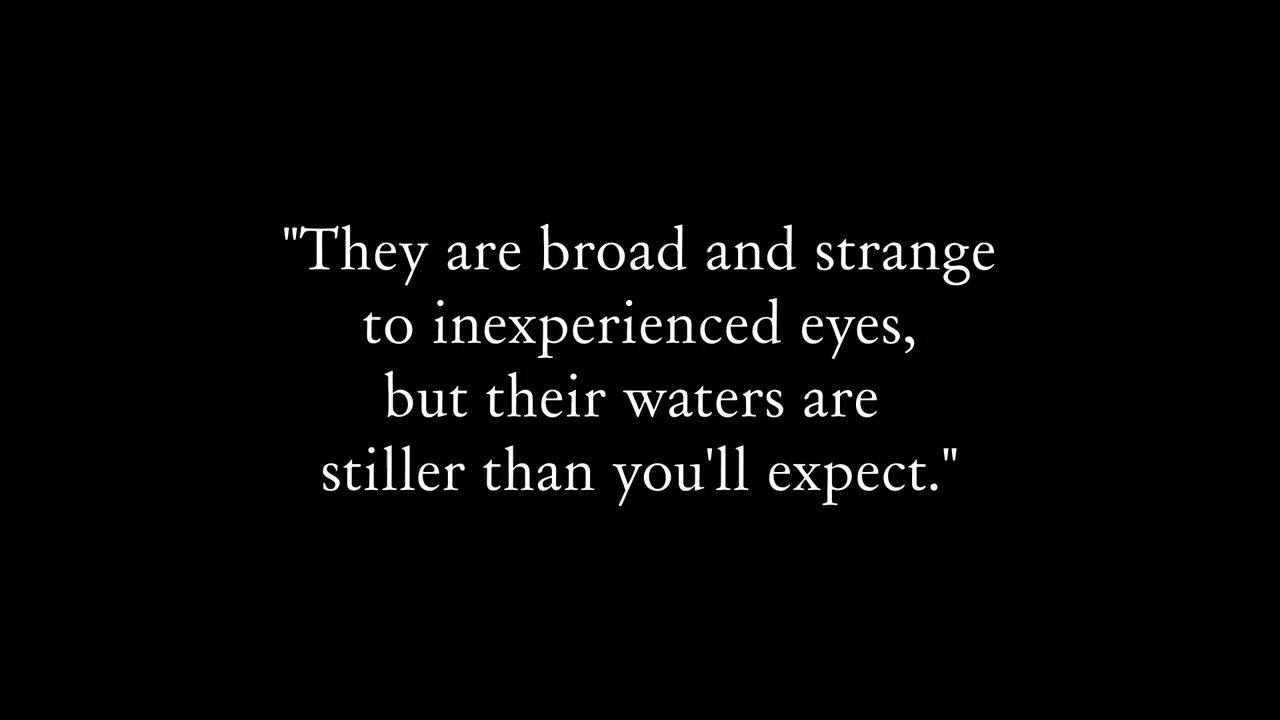 "They are broad and strange
to inexperienced eyes,
but their waters are
stiller than you'll expect."